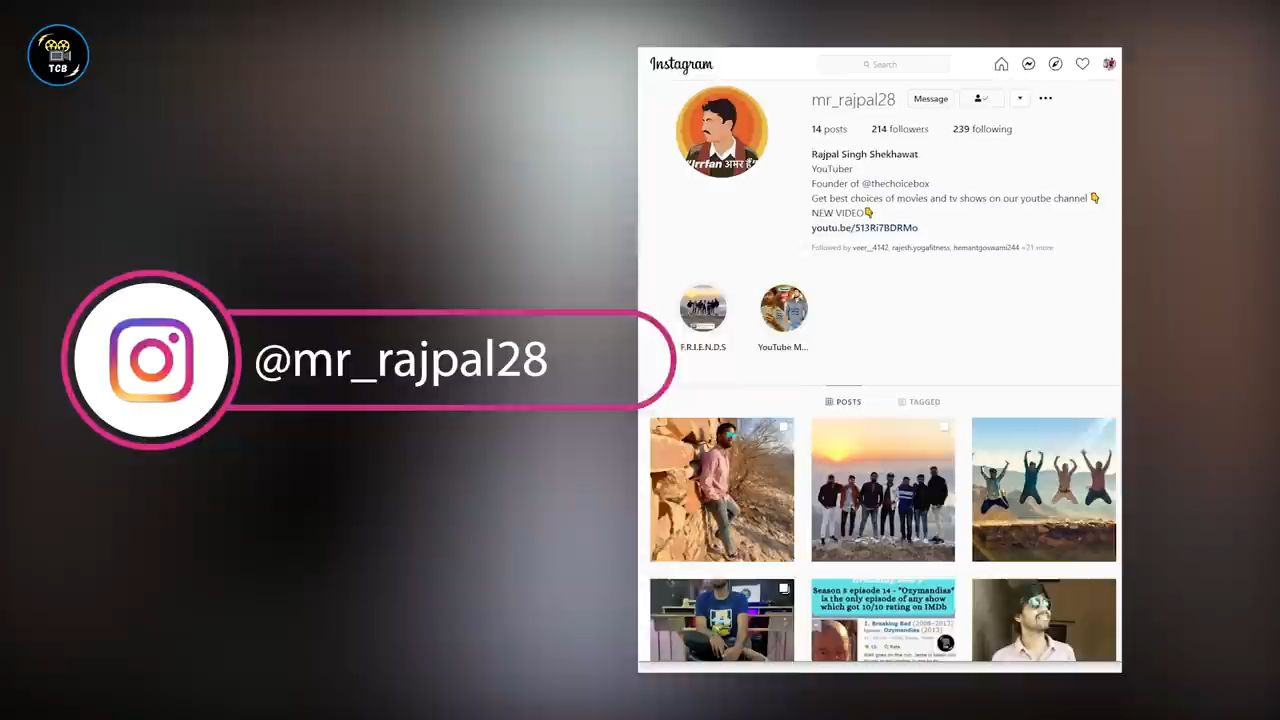 TCB
Instagram
Search
mr_rajpal28
Message
14 posts
214 followers
239 following
"Irrfan अमर हैं"
Rajpal Singh Shekhawat
YouTuber
Founder of @thechoicebox
Get best choices of movies and tv shows on our youtbe channel 👇
NEW VIDEO👇
youtu.be/513Ri7BDRMo
Followed by veer__4142, rajesh.yogafitness, hemantgoswami244 +21 more
F.R.I.E.N.D.S
YouTube M...
@mr_rajpal28
POSTS
TAGGED
Season 5 episode 14 - "Ozymandias"
is the only episode of any show
which got 10/10 rating on IMDb
1. Breaking Bad (2008-2013)
Ozymandias (2013)
Rate